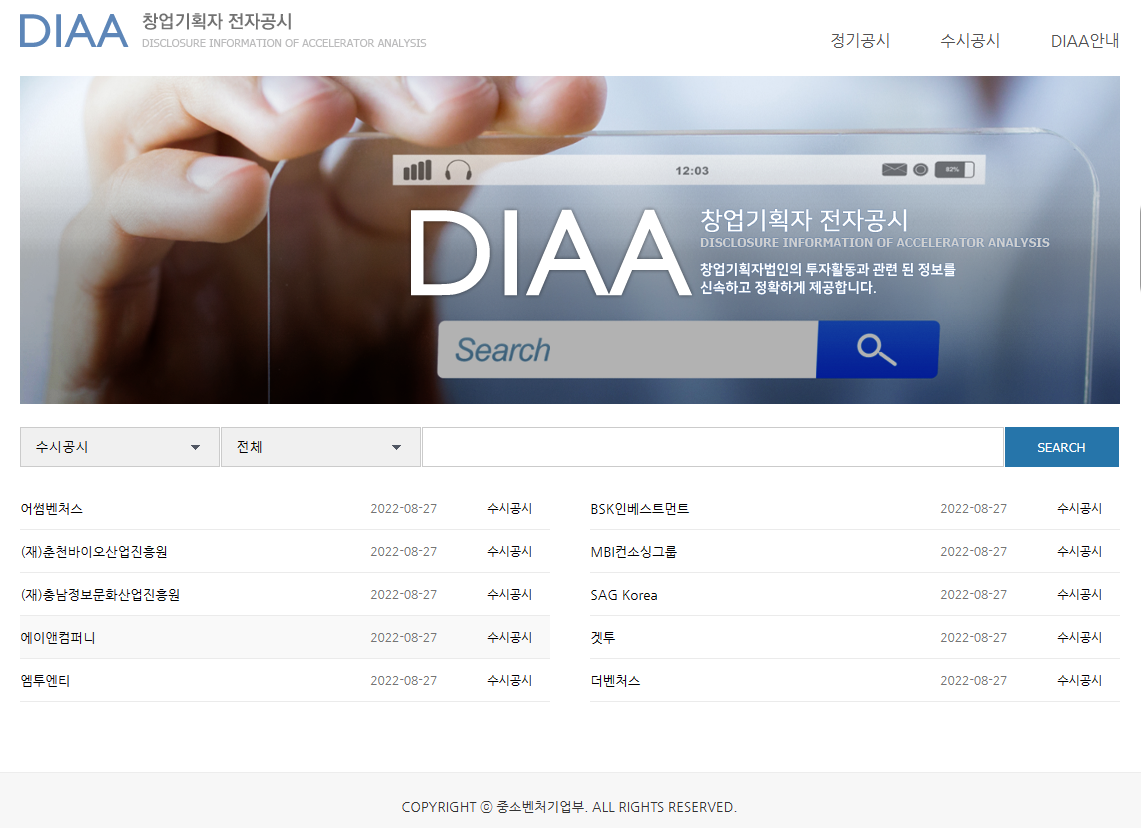 DIAA 창업기획자 전자공시
DISCLOSURE INFORMATION OF ACCELERATOR ANALYSIS
정기공시 수시공시 DIAA안내
12:03 82%
DIAA 창업기획자 전자공시
DISCLOSURE INFORMATION OF ACCELERATOR ANALYSIS
창업기획자법인의 투자활동과 관련 된 정보를
신속하고 정확하게 제공합니다.
Search
수시공시 전체 SEARCH
어썸벤처스 2022-08-27 수시공시 BSK인베스트먼트 2022-08-27 수시공시
(재)춘천바이오산업진흥원 2022-08-27 수시공시 MBI컨소싱그룹 2022-08-27 수시공시
(재)충남정보문화산업진흥원 2022-08-27 수시공시 SAG Korea 2022-08-27 수시공시
에이앤컴퍼니 2022-08-27 수시공시 겟투 2022-08-27 수시공시
엠투엔티 2022-08-27 수시공시 더벤처스 2022-08-27 수시공시
COPYRIGHT ⓒ 중소벤처기업부. ALL RIGHTS RESERVED.